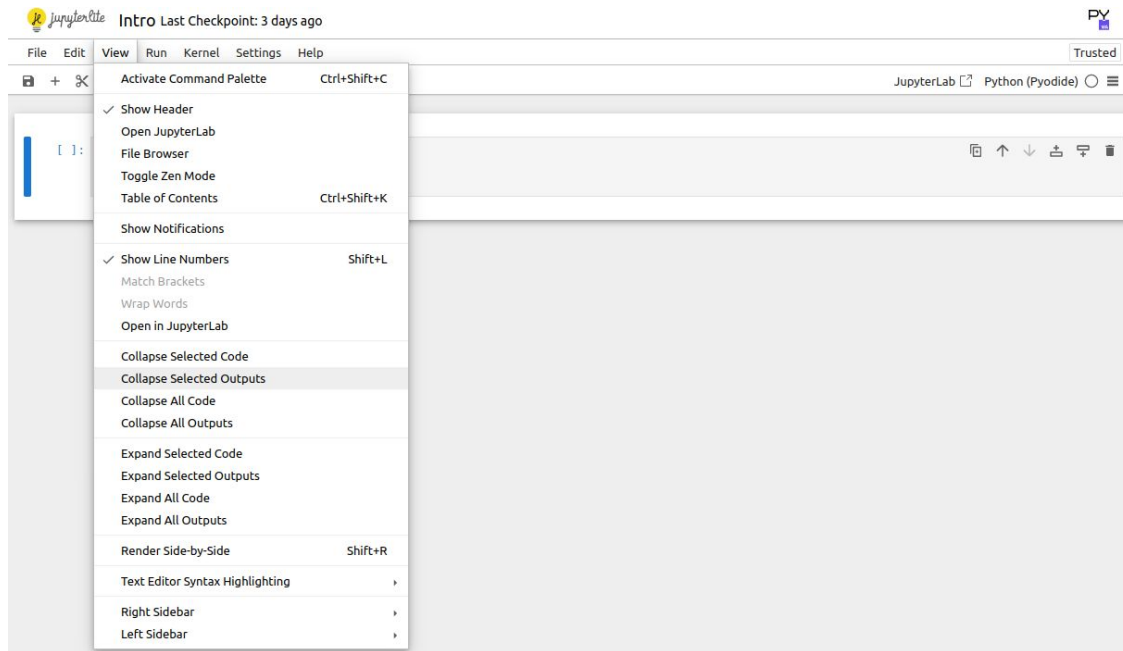 jupyterlite Intro Last Checkpoint: 3 days ago PY
File Edit View Run Kernel Settings Help Trusted
JupyterLab Python (Pyodide)
Activate Command Palette Ctrl+Shift+C
Show Header
Open JupyterLab
File Browser
Toggle Zen Mode
Table of Contents Ctrl+Shift+K
Show Notifications
Show Line Numbers Shift+L
Match Brackets
Wrap Words
Open in JupyterLab
Collapse Selected Code
Collapse Selected Outputs
Collapse All Code
Collapse All Outputs
Expand Selected Code
Expand Selected Outputs
Expand All Code
Expand All Outputs
Render Side-by-Side Shift+R
Text Editor Syntax Highlighting
Right Sidebar
Left Sidebar
[ ]: